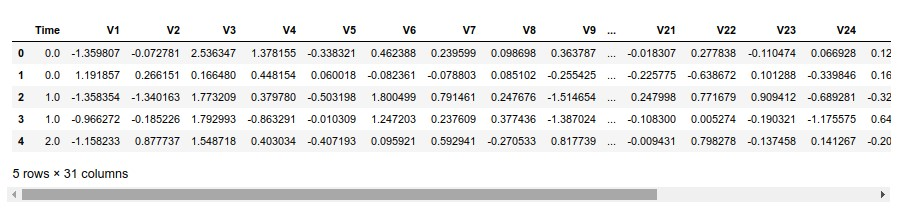 Time V1 V2 V3 V4 V5 V6 V7 V8 V9 ... V21 V22 V23 V24
0 0.0 -1.359807 -0.072781 2.536347 1.378155 -0.338321 0.462388 0.239599 0.098698 0.363787 ... -0.018307 0.277838 -0.110474 0.066928 0.12
1 0.0 1.191857 0.266151 0.166480 0.448154 0.060018 -0.082361 -0.078803 0.085102 -0.255425 ... -0.225775 -0.638672 0.101288 -0.339846 0.16
2 1.0 -1.358354 -1.340163 1.773209 0.379780 -0.503198 1.800499 0.791461 0.247676 -1.514654 ... 0.247998 0.771679 0.909412 -0.689281 -0.32
3 1.0 -0.966272 -0.185226 1.792993 -0.863291 -0.010309 1.247203 0.237609 0.377436 -1.387024 ... -0.108300 0.005274 -0.190321 -1.175575 0.64
4 2.0 -1.158233 0.877737 1.548718 0.403034 -0.407193 0.095921 0.592941 -0.270533 0.817739 ... -0.009431 0.798278 -0.137458 0.141267 -0.20
5 rows × 31 columns